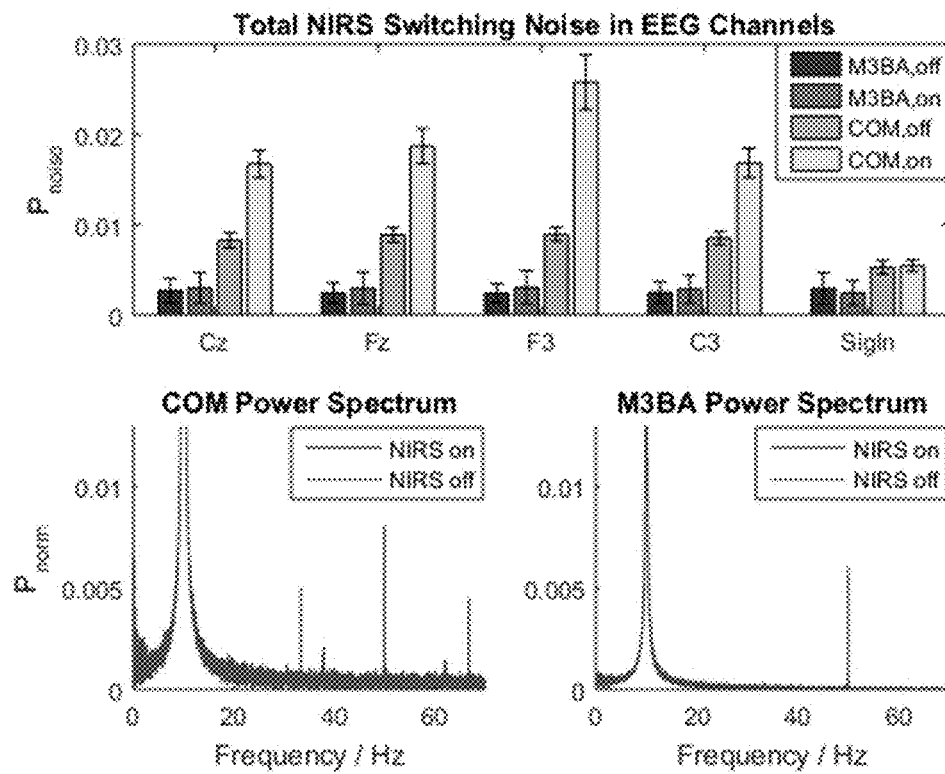 Total NIRS Switching Noise in EEG Channels
0.03
0.02
0.01
0
P noise
M3BA,off
M3BA,on
COM,off
COM,on
Cz Fz F3 C3 SigIn
COM Power Spectrum
NIRS on
NIRS off
0.01
0.005
0
P norm
0 20 40 60
Frequency / Hz
M3BA Power Spectrum
NIRS on
NIRS off
0.01
0.005
0
0 20 40 60
Frequency / Hz